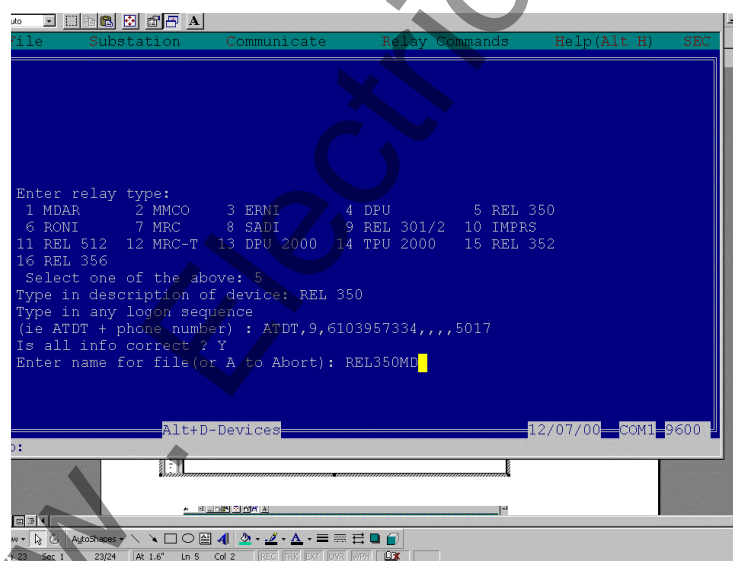 uto
File Substation Communicate Relay Commands Help(Alt H) SEC
Enter relay type:
1 MDAR 2 MMCO 3 ERNI 4 DPU 5 REL 350
6 RONI 7 MRC 8 SADI 9 REL 301/2 10 IMPRS
11 REL 512 12 MRC-T 13 DPU 2000 14 TPU 2000 15 REL 352
16 REL 356
Select one of the above: 5
Type in description of device: REL 350
Type in any logon sequence
(ie ATDT + phone number) : ATDT,9,6103957334,,,,5017
Is all info correct ? Y
Enter name for file(or A to Abort): REL350MD
Alt+D-Devices 12/07/00 COM1 9600
AutoShapes
23 Sec 1 23/24 At 1.6" Ln 5 Col 2 REC TRK EXT OVR WPH
w. Electric